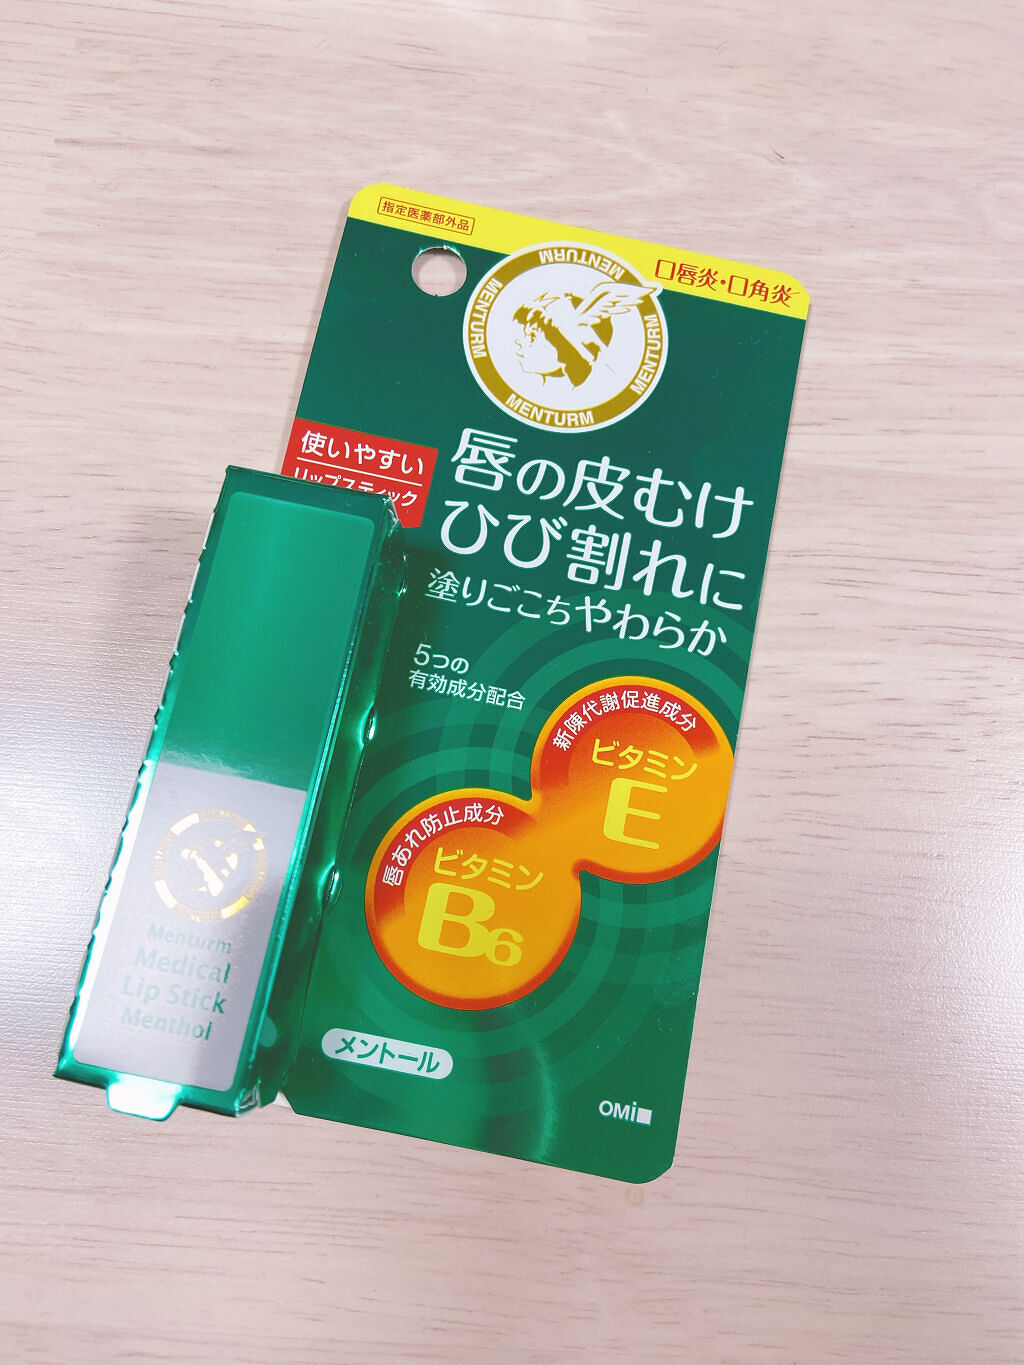 指定医薬部外品
口唇炎・口角炎
MENTURM
MENTURM
MENTURM
MENTURM
使いやすい
リップスティック
唇の皮むけ
ひび割れに
塗りごこちやわらか
5つの
有効成分配合
新陳代謝促進成分
ビタミン
E
唇あれ防止成分
ビタミン
B6
メントール
OMi
Menturm
Medical
Lip Stick
Menthol